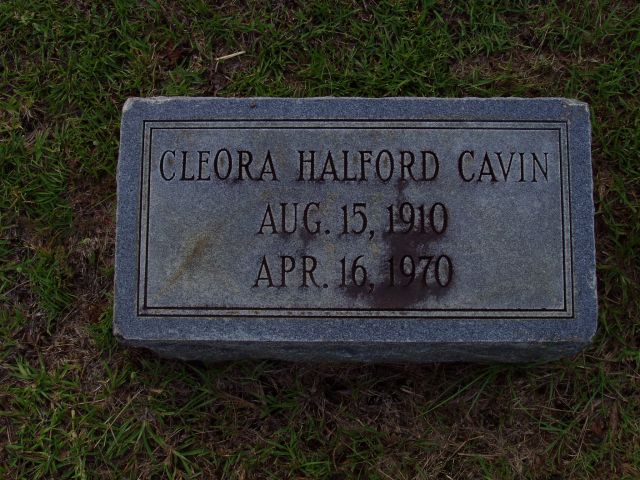 CLEORA HALFORD CAVIN
AUG. 15, 1910
APR. 16, 1970